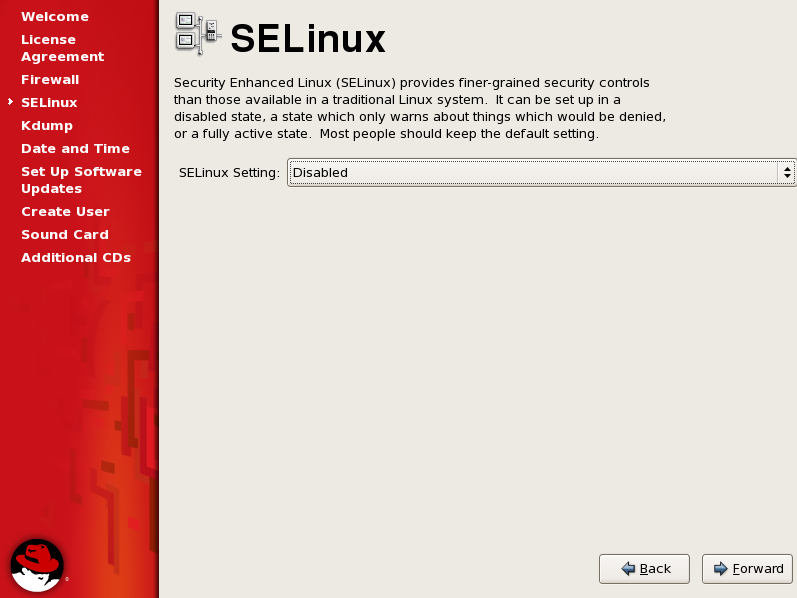 Welcome
License
Agreement
Firewall
SELinux
Kdump
Date and Time
Set Up Software
Updates
Create User
Sound Card
Additional CDs
SELinux
Security Enhanced Linux (SELinux) provides finer-grained security controls
than those available in a traditional Linux system.  It can be set up in a
disabled state, a state which only warns about things which would be denied,
or a fully active state.  Most people should keep the default setting.
SELinux Setting: Disabled
Back
Forward